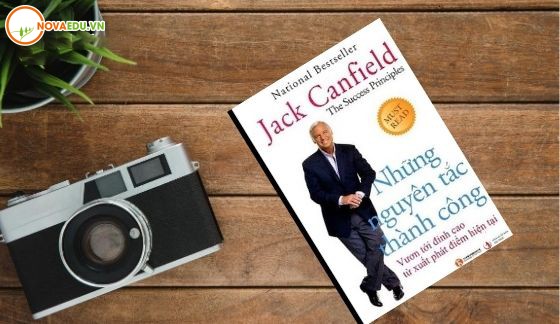 NOVAEDU.VN
National Bestseller
Jack Canfield
The Success Principles
MUST
READ
Những
nguyên tắc
thành công
Vươn tới đỉnh cao
từ xuất phát điểm hiện tại